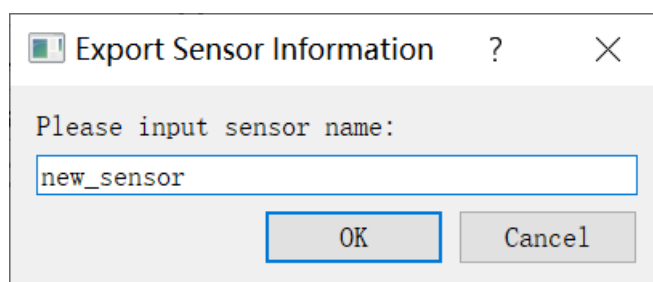 Export Sensor Information ?
Please input sensor name:
new_sensor
OK Cancel